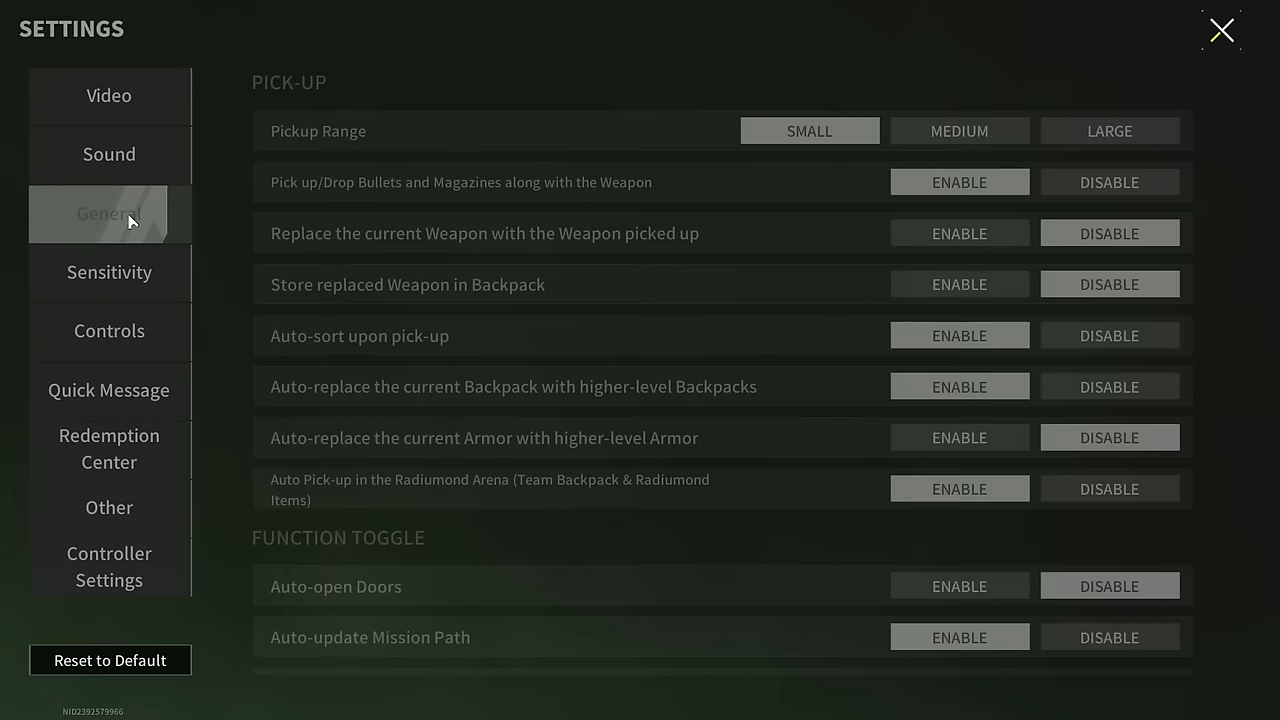 SETTINGS
Video
Sound
General
Sensitivity
Controls
Quick Message
Redemption
Center
Other
Controller
Settings
Reset to Default
NID2392579966
PICK-UP
Pickup Range SMALL MEDIUM LARGE
Pick up/Drop Bullets and Magazines along with the Weapon ENABLE DISABLE
Replace the current Weapon with the Weapon picked up ENABLE DISABLE
Store replaced Weapon in Backpack ENABLE DISABLE
Auto-sort upon pick-up ENABLE DISABLE
Auto-replace the current Backpack with higher-level Backpacks ENABLE DISABLE
Auto-replace the current Armor with higher-level Armor ENABLE DISABLE
Auto Pick-up in the Radiumond Arena (Team Backpack & Radiumond
Items) ENABLE DISABLE
FUNCTION TOGGLE
Auto-open Doors ENABLE DISABLE
Auto-update Mission Path ENABLE DISABLE